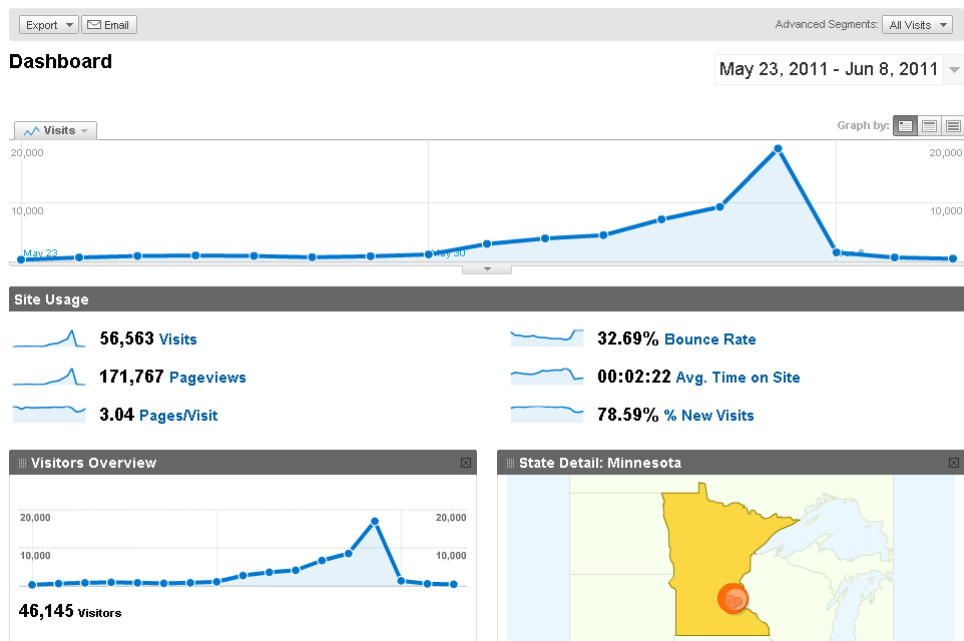 Export Email Advanced Segments: All Visits
Dashboard
May 23, 2011 - Jun 8, 2011
Visits Graph by:
20,000 20,000
10,000 10,000
May 23 May 30
Site Usage
56,563 Visits 32.69% Bounce Rate
171,767 Pageviews 00:02:22 Avg. Time on Site
3.04 Pages/Visit 78.59% % New Visits
Visitors Overview State Detail: Minnesota
20,000 20,000
10,000 10,000
46,145 Visitors